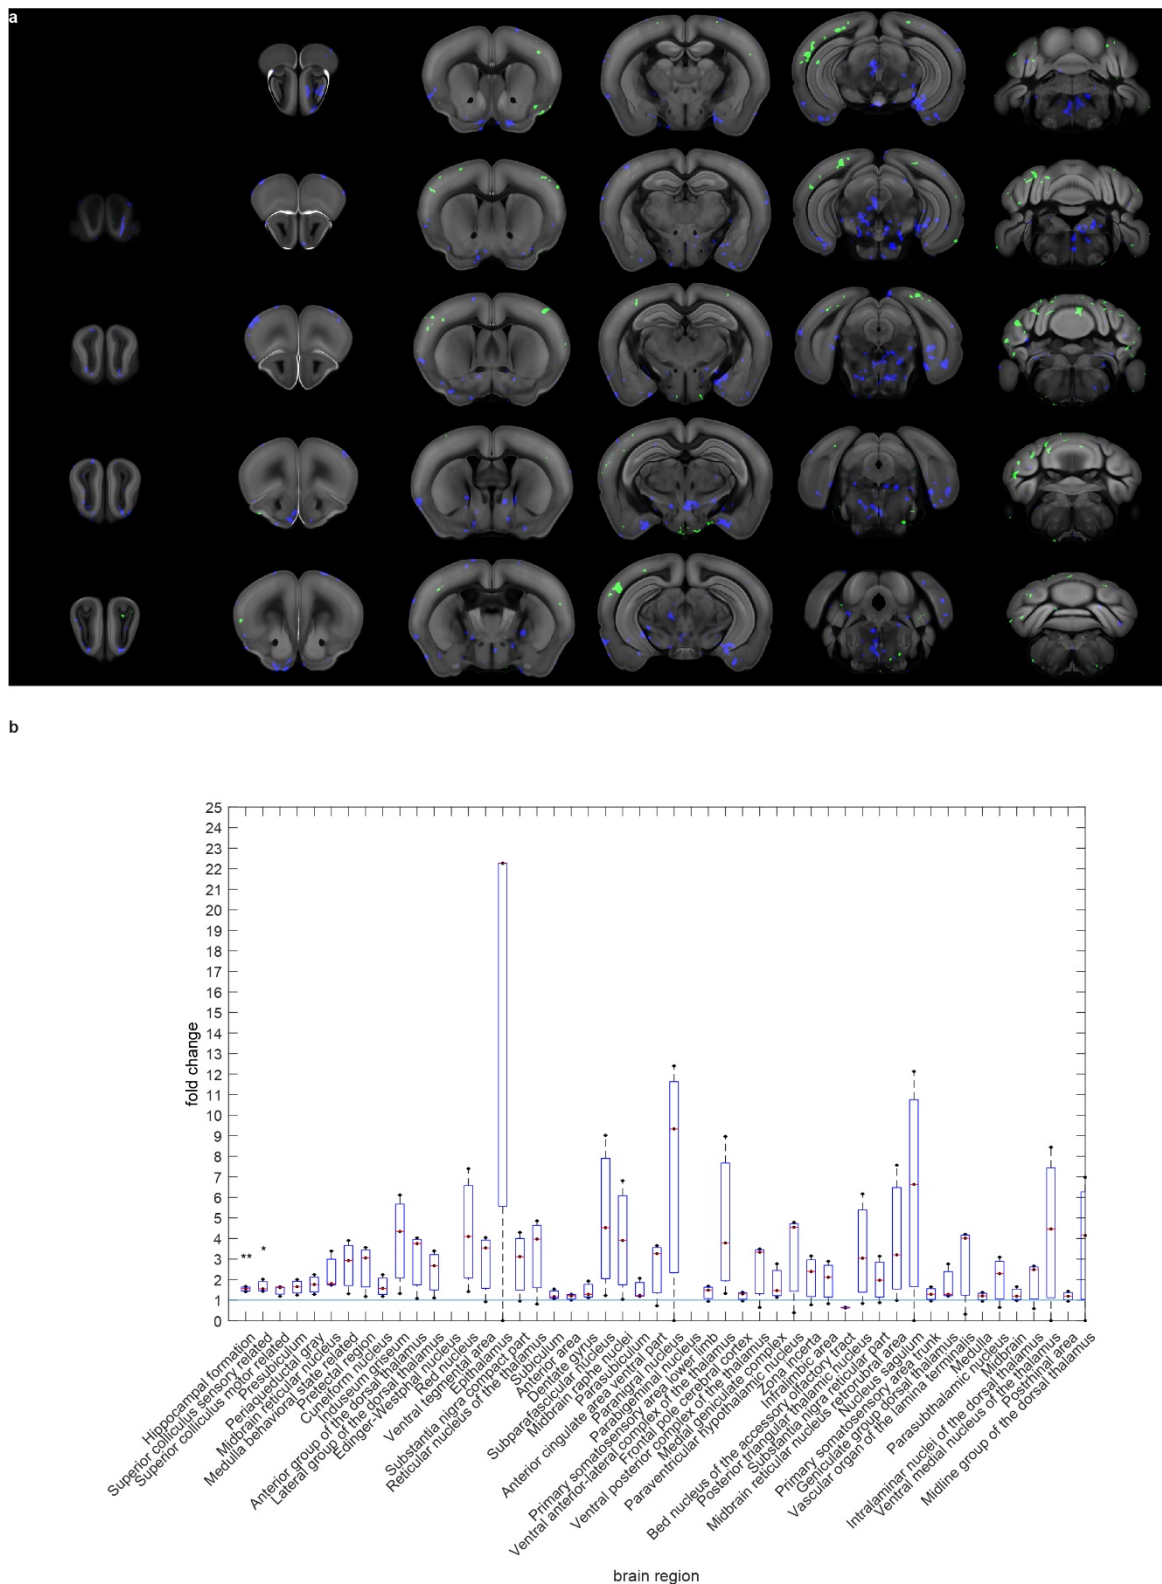 a
b
25
24
23
22
21
20
19
18
17
16
15
14
13
12
11
10
9
8
7
6
5
4
3
2
1
0
fold change
**
*
Hippocampal formation
Superior colliculus sensory related
Superior colliculus motor related
Presubiculum
Periaqueductal gray
Midbrain reticular nucleus
Midbrain behavioral state related
Medulla behavioral state related
Pretectal region
Cuneiform nucleus
Induseum griseum
Anterior group of the dorsal thalamus
Lateral group of the dorsal thalamus
Edinger-Westphal nucleus
Red nucleus
Ventral tegmental area
Epithalamus
Substantia nigra compact part
Reticular nucleus of the thalamus
Subiculum
Anterior area
Dentate gyrus
Subparafascicular nucleus
Midbrain raphe nuclei
Parasubiculum
Anterior cingulate area ventral part
Paranigral nucleus
Parabigeminal nucleus
Primary somatosensory area lower limb
Ventral anterior-lateral complex of the thalamus
Frontal pole cerebral cortex
Ventral posterior complex of the thalamus
Medial geniculate complex
Paraventricular hypothalamic nucleus
Zona incerta
Infralimbic area
Bed nucleus of the accessory olfactory tract
Posterior triangular thalamic nucleus
Substantia nigra reticular part
Midbrain reticular nucleus retrorubral area
Nucleus sagulum
Primary somatosensory area trunk
Geniculate group dorsal thalamus
Vascular organ of the lamina terminalis
Medulla
Parasubthalamic nucleus
Midbrain
Intralaminar nuclei of the dorsal thalamus
Ventral medial nucleus of the thalamus
Postrhinal area
Midline group of the dorsal thalamus
brain region